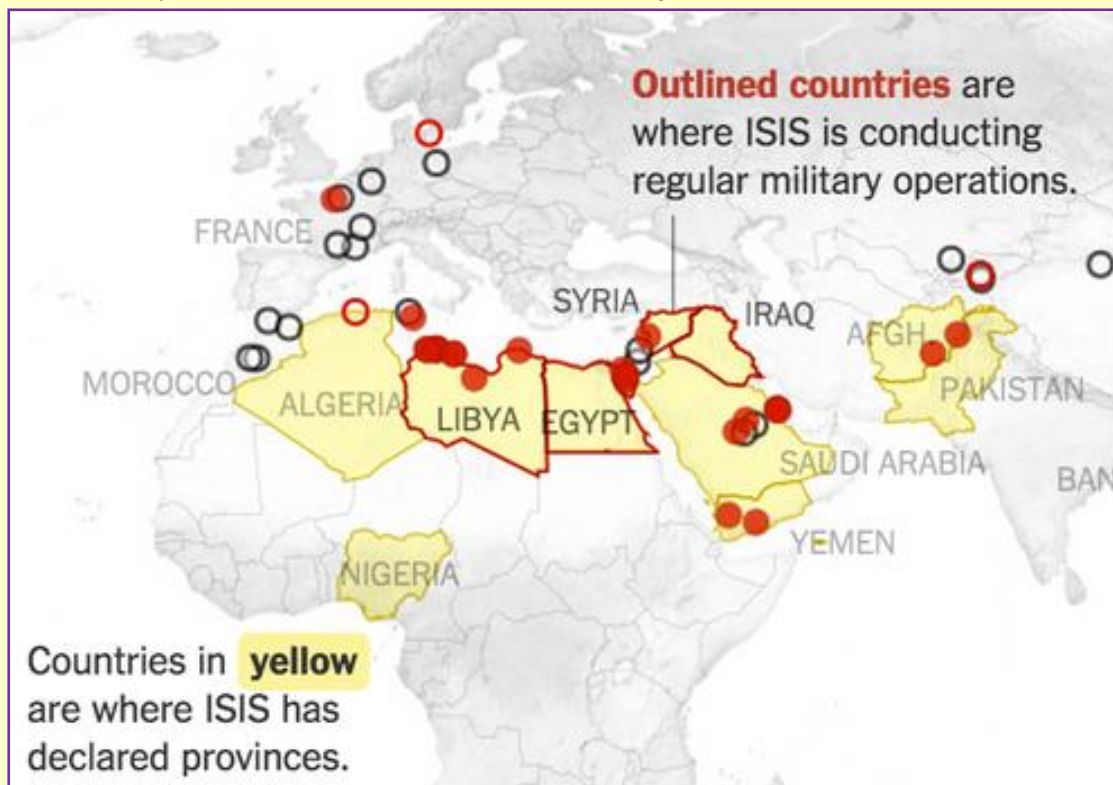 Outlined countries are
where ISIS is conducting
regular military operations.
FRANCE
SYRIA
IRAQ
AFGH.
MOROCCO
ALGERIA
LIBYA
EGYPT
PAKISTAN
SAUDI ARABIA
BAN
YEMEN
NIGERIA
Countries in yellow
are where ISIS has
declared provinces.